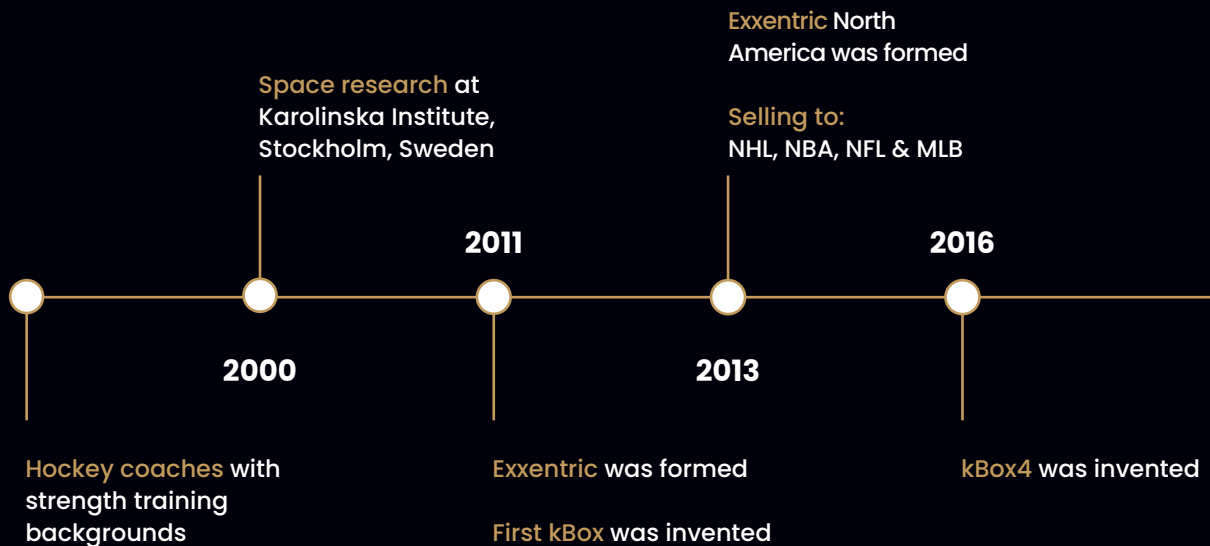 Hockey coaches with
strength training
backgrounds
Space research at
Karolinska Institute,
Stockholm, Sweden
2000
2011
Exxentric was formed
First kBox was invented
Exxentric North
America was formed
Selling to:
NHL, NBA, NFL & MLB
2013
2016
kBox4 was invented